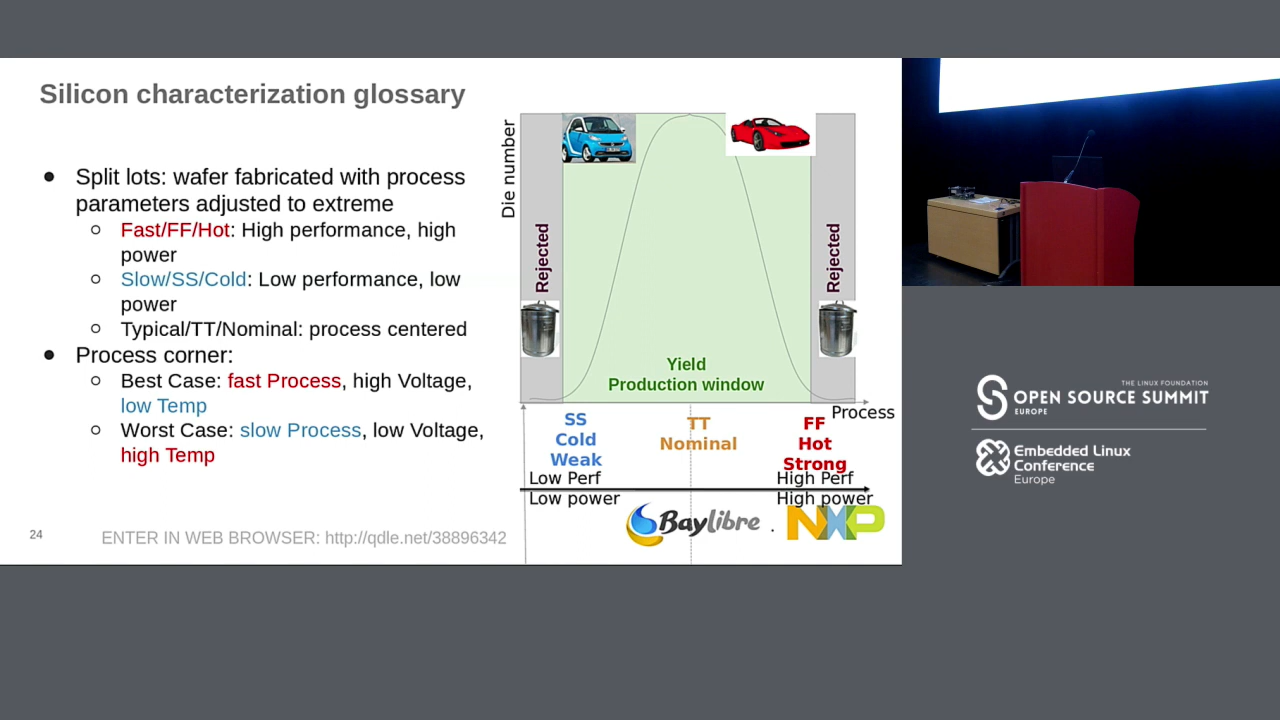 Silicon characterization glossary
Split lots: wafer fabricated with process
parameters adjusted to extreme
Fast/FF/Hot: High performance, high
power
Slow/SS/Cold: Low performance, low
power
Typical/TT/Nominal: process centered
Process corner:
Best Case: fast Process, high Voltage,
low Temp
Worst Case: slow Process, low Voltage,
high Temp
24
ENTER IN WEB BROWSER: http://qdle.net/38896342
Die number
Rejected
Rejected
Yield
Production window
Process
SS
Cold
Weak
TT
Nominal
FF
Hot
Strong
Low Perf
High Perf
Low power
High power
Baylibre
.
NXP
THE LINUX FOUNDATION
OPEN SOURCE SUMMIT
EUROPE
Embedded Linux
Conference
Europe